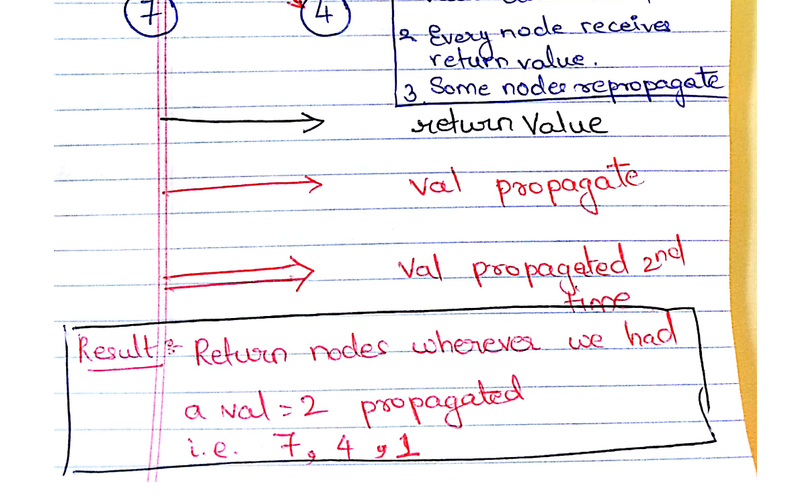 7 4
2 Every node receives
return value.
3. Some nodes repropagate
return Value
val propagate
val propagated 2nd
time
Result :- Return nodes wherever we had
a val = 2 propagated
i.e. 7, 4, 1